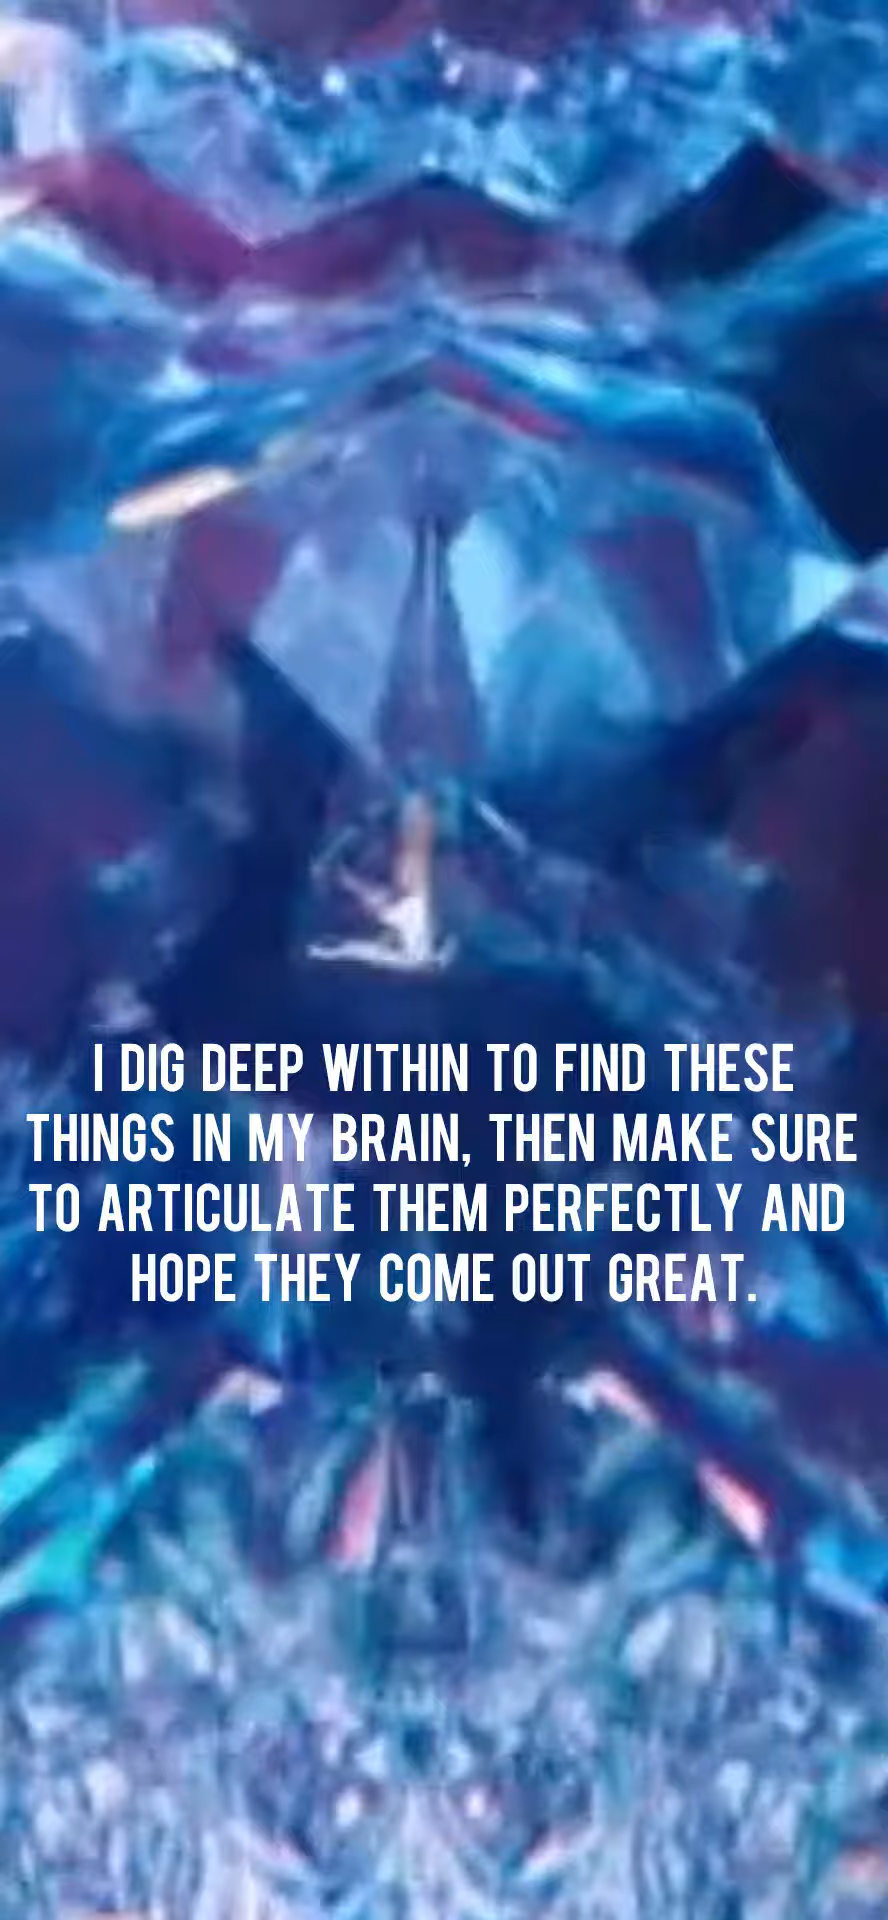 I DIG DEEP WITHIN TO FIND THESE
THINGS IN MY BRAIN, THEN MAKE SURE
TO ARTICULATE THEM PERFECTLY AND
HOPE THEY COME OUT GREAT.